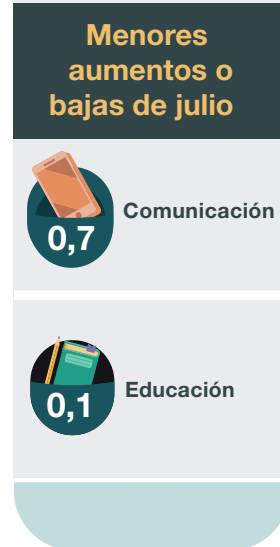 Menores
aumentos o
bajas de julio
Comunicación
0,7
Educación
0,1